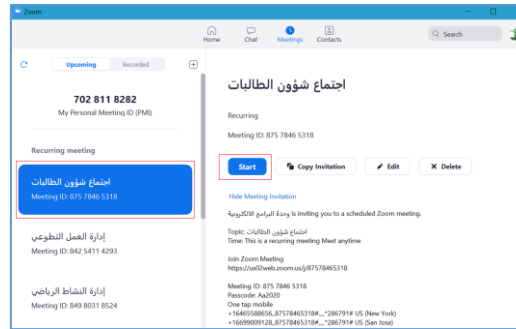 Zoom
Home
Chat
Meetings
Contacts
Search
Upcoming
Recorded
702 811 8282
My Personal Meeting ID (PMI)
Recurring meeting
اجتماع شؤون الطالبات
Meeting ID: 875 7846 5318
إدارة العمل التطوعي
Meeting ID: 842 5411 4293
إدارة النشاط الرياضي
Meeting ID: 849 8031 8524
اجتماع شؤون الطالبات
Recurring
Meeting ID: 875 7846 5318
Start
Copy Invitation
Edit
Delete
Hide Meeting Invitation
وحدة البرامج الالكترونية is inviting you to a scheduled Zoom meeting.
Topic: اجتماع شؤون الطالبات
Time: This is a recurring meeting Meet anytime
Join Zoom Meeting
https://us02web.zoom.us/j/87578465318
Meeting ID: 875 7846 5318
Passcode: Aa2020
One tap mobile
+16465588656,,87578465318#,,,,*286791# US (New York)
+16699009128,,87578465318#,,,,*286791# US (San Jose)